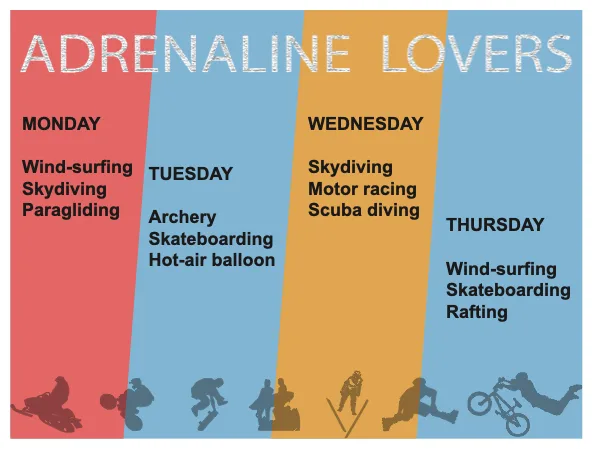 ADRENALINE LOVERS
MONDAY
Wind-surfing
Skydiving
Paragliding
TUESDAY
Archery
Skateboarding
Hot-air balloon
WEDNESDAY
Skydiving
Motor racing
Scuba diving
THURSDAY
Wind-surfing
Skateboarding
Rafting